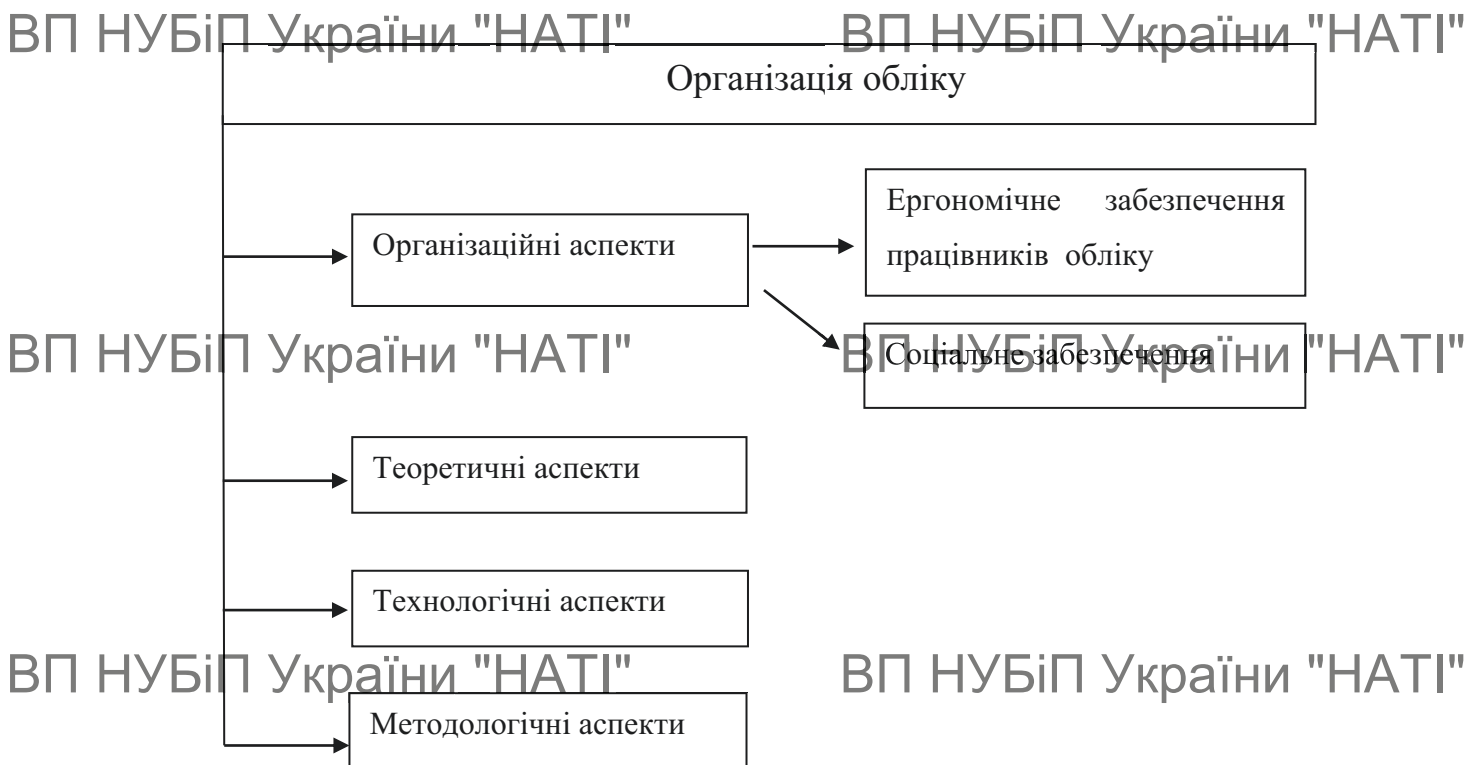 ВП НУБіП України "НАТІ" ВП НУБіП України "НАТІ"
Організація обліку
Ергономічне забезпечення
працівників обліку
Організаційні аспекти
ВП НУБіП України "НАТІ" ВП НУБіП України "НАТІ"
Соціальне забезпечення
Теоретичні аспекти
Технологічні аспекти
ВП НУБіП України "НАТІ" ВП НУБіП України "НАТІ"
Методологічні аспекти